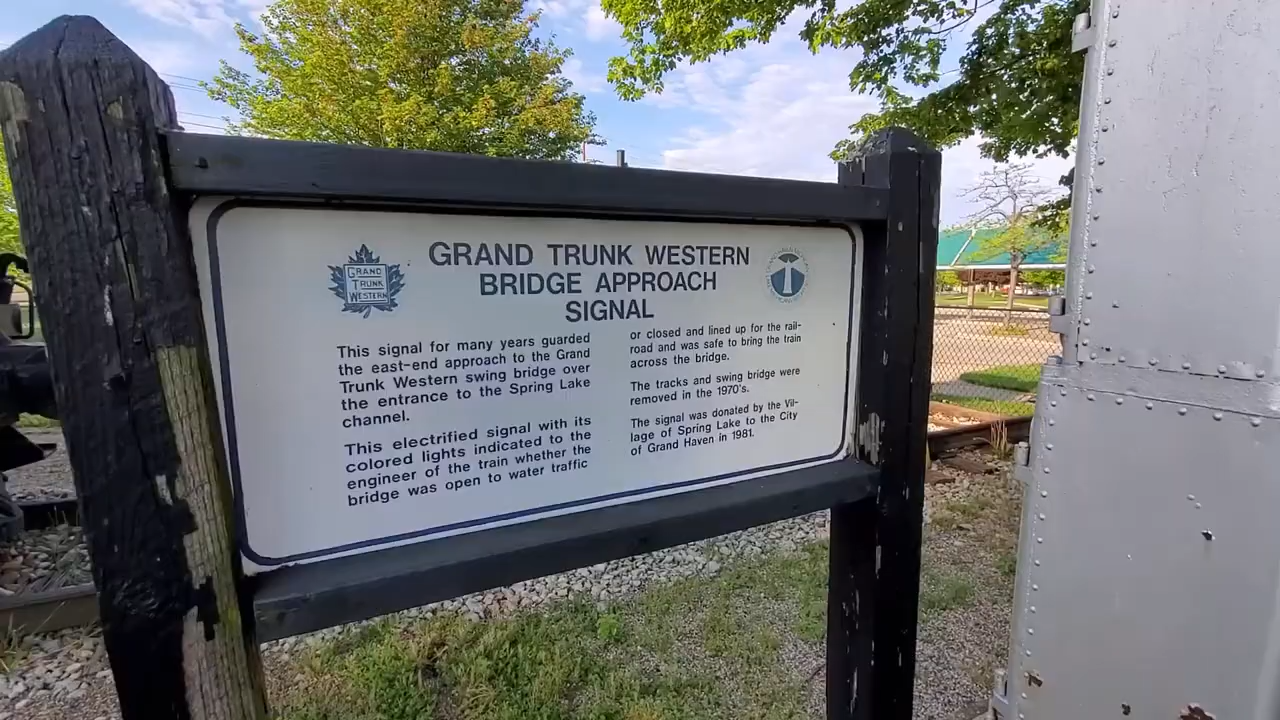 GRAND TRUNK WESTERN
BRIDGE APPROACH
SIGNAL
GRAND
TRUNK
WESTERN
This signal for many years guarded
the east-end approach to the Grand
Trunk Western swing bridge over
the entrance to the Spring Lake
channel.
This electrified signal with its
colored lights indicated to the
engineer of the train whether the
bridge was open to water traffic
or closed and lined up for the rail-
road and was safe to bring the train
across the bridge.
The tracks and swing bridge were
removed in the 1970's.
The signal was donated by the Vil-
lage of Spring Lake to the City
of Grand Haven in 1981.